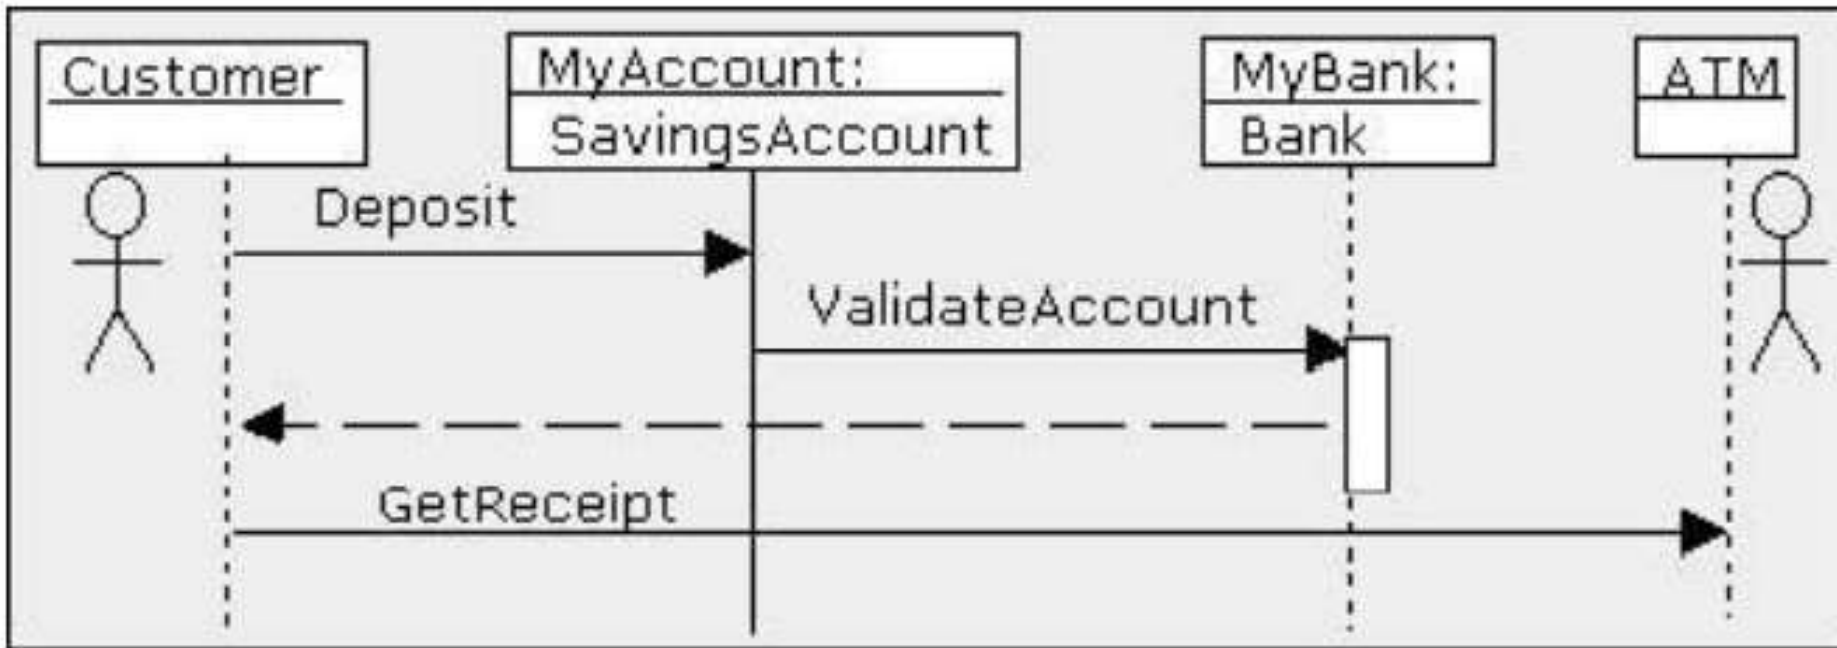 Customer
MyAccount:
SavingsAccount
MyBank:
Bank
ATM
Deposit
ValidateAccount
GetReceipt